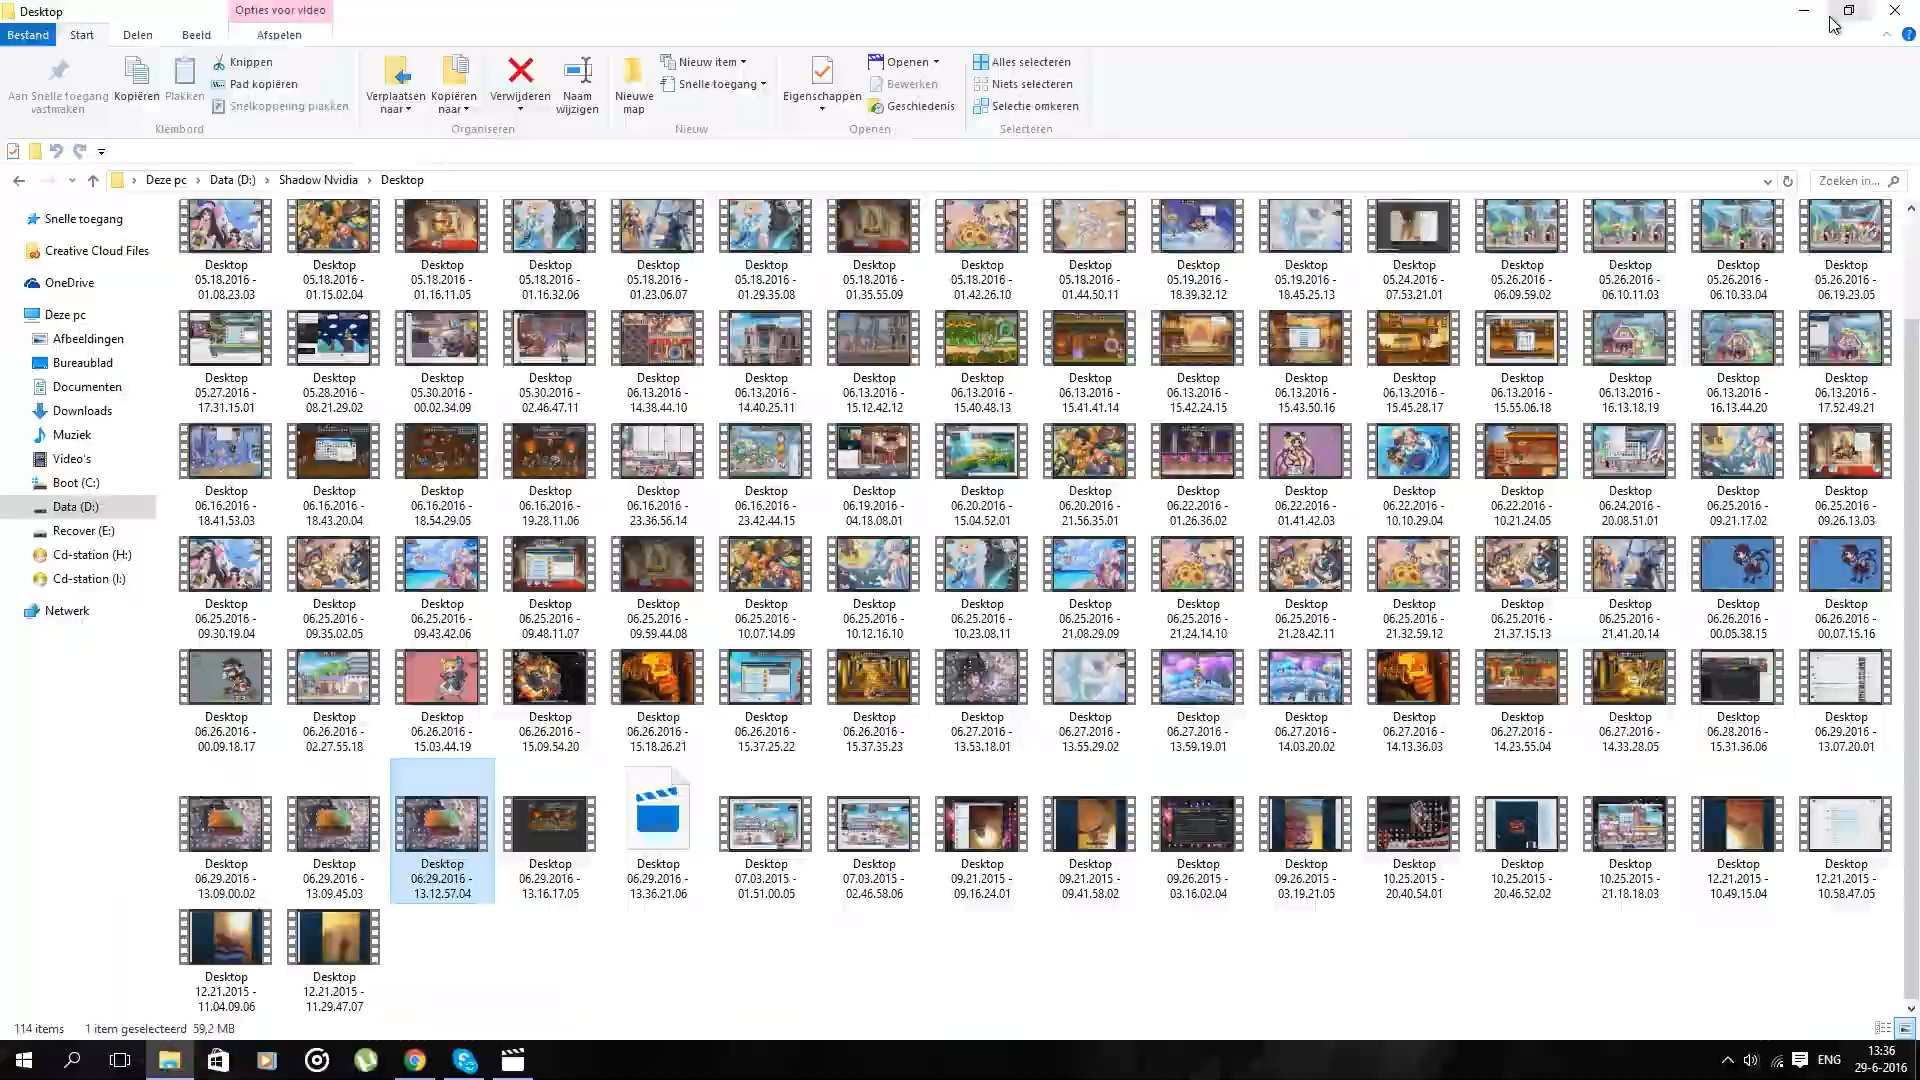 Desktop
Opties voor video
Bestand Start Delen Beeld Afspelen
Aan Snelle toegang vastmaken
Kopiëren
Plakken
Knippen
Pad kopiëren
Snelkoppeling plakken
Klembord
Verplaatsen naar
Kopiëren naar
Verwijderen
Naam wijzigen
Organiseren
Nieuwe map
Nieuw item
Snelle toegang
Nieuw
Eigenschappen
Openen
Bewerken
Geschiedenis
Openen
Alles selecteren
Niets selecteren
Selectie omkeren
Selecteren
Deze pc > Data (D:) > Shadow Nvidia > Desktop
Zoeken in...
Snelle toegang
Creative Cloud Files
OneDrive
Deze pc
Afbeeldingen
Bureaublad
Documenten
Downloads
Muziek
Video's
Boot (C:)
Data (D:)
Recover (E:)
Cd-station (H:)
Cd-station (I:)
Netwerk
Desktop Desktop Desktop Desktop Desktop Desktop Desktop Desktop Desktop Desktop Desktop Desktop Desktop Desktop Desktop Desktop
05.18.2016 - 05.18.2016 - 05.18.2016 - 05.18.2016 - 05.18.2016 - 05.18.2016 - 05.18.2016 - 05.18.2016 - 05.18.2016 - 05.19.2016 - 05.19.2016 - 05.24.2016 - 05.26.2016 - 05.26.2016 - 05.26.2016 - 05.26.2016 -
01.08.23.03 01.15.02.04 01.16.11.05 01.16.32.06 01.23.06.07 01.29.35.08 01.35.55.09 01.42.26.10 01.44.50.11 18.39.32.12 18.45.25.13 07.53.21.01 06.09.59.02 06.10.11.03 06.10.33.04 06.19.23.05
Desktop Desktop Desktop Desktop Desktop Desktop Desktop Desktop Desktop Desktop Desktop Desktop Desktop Desktop Desktop Desktop
05.27.2016 - 05.28.2016 - 05.30.2016 - 05.30.2016 - 06.13.2016 - 06.13.2016 - 06.13.2016 - 06.13.2016 - 06.13.2016 - 06.13.2016 - 06.13.2016 - 06.13.2016 - 06.13.2016 - 06.13.2016 - 06.13.2016 - 06.13.2016 -
17.31.15.01 08.21.29.02 00.02.34.09 02.46.47.11 14.38.44.10 14.40.25.11 15.12.42.12 15.40.48.13 15.41.41.14 15.42.24.15 15.43.50.16 15.45.28.17 15.55.06.18 16.13.18.19 16.13.44.20 17.52.49.21
Desktop Desktop Desktop Desktop Desktop Desktop Desktop Desktop Desktop Desktop Desktop Desktop Desktop Desktop Desktop Desktop
06.16.2016 - 06.16.2016 - 06.16.2016 - 06.16.2016 - 06.16.2016 - 06.16.2016 - 06.19.2016 - 06.20.2016 - 06.20.2016 - 06.22.2016 - 06.22.2016 - 06.22.2016 - 06.22.2016 - 06.24.2016 - 06.25.2016 - 06.25.2016 -
18.41.53.03 18.43.20.04 18.54.29.05 19.28.11.06 23.36.56.14 23.42.44.15 04.18.08.01 15.04.52.01 21.56.35.01 01.26.36.02 01.41.42.03 10.10.29.04 10.21.24.05 20.08.51.01 09.21.17.02 09.26.13.03
Desktop Desktop Desktop Desktop Desktop Desktop Desktop Desktop Desktop Desktop Desktop Desktop Desktop Desktop Desktop Desktop
06.25.2016 - 06.25.2016 - 06.25.2016 - 06.25.2016 - 06.25.2016 - 06.25.2016 - 06.25.2016 - 06.25.2016 - 06.25.2016 - 06.25.2016 - 06.25.2016 - 06.25.2016 - 06.25.2016 - 06.25.2016 - 06.26.2016 - 06.26.2016 -
09.30.19.04 09.35.02.05 09.43.42.06 09.48.11.07 09.59.44.08 10.07.14.09 10.12.16.10 10.23.08.11 21.08.29.09 21.24.14.10 21.28.42.11 21.32.59.12 21.37.15.13 21.41.20.14 00.05.38.15 00.07.15.16
Desktop Desktop Desktop Desktop Desktop Desktop Desktop Desktop Desktop Desktop Desktop Desktop Desktop Desktop Desktop Desktop
06.26.2016 - 06.26.2016 - 06.26.2016 - 06.26.2016 - 06.26.2016 - 06.26.2016 - 06.26.2016 - 06.27.2016 - 06.27.2016 - 06.27.2016 - 06.27.2016 - 06.27.2016 - 06.27.2016 - 06.27.2016 - 06.28.2016 - 06.29.2016 -
00.09.18.17 02.27.55.18 15.03.44.19 15.09.54.20 15.18.26.21 15.37.25.22 15.37.35.23 13.53.18.01 13.55.29.02 13.59.19.01 14.03.20.02 14.13.36.03 14.23.55.04 14.33.28.05 15.31.36.06 13.07.20.01
Desktop Desktop Desktop Desktop Desktop Desktop Desktop Desktop Desktop Desktop Desktop Desktop Desktop Desktop Desktop Desktop
06.29.2016 - 06.29.2016 - 06.29.2016 - 06.29.2016 - 06.29.2016 - 07.03.2015 - 07.03.2015 - 09.21.2015 - 09.21.2015 - 09.26.2015 - 09.26.2015 - 10.25.2015 - 10.25.2015 - 10.25.2015 - 12.21.2015 - 12.21.2015 -
13.09.00.02 13.09.45.03 13.12.57.04 13.16.17.05 13.36.21.06 01.51.00.05 02.46.58.06 09.16.24.01 09.41.58.02 03.16.02.04 03.19.21.05 20.40.54.01 20.46.52.02 21.18.18.03 10.49.15.04 10.58.47.05
Desktop Desktop
12.21.2015 - 12.21.2015 -
11.04.09.06 11.29.47.07
114 items 1 item geselecteerd 59,2 MB
ENG
13:36
29-6-2016